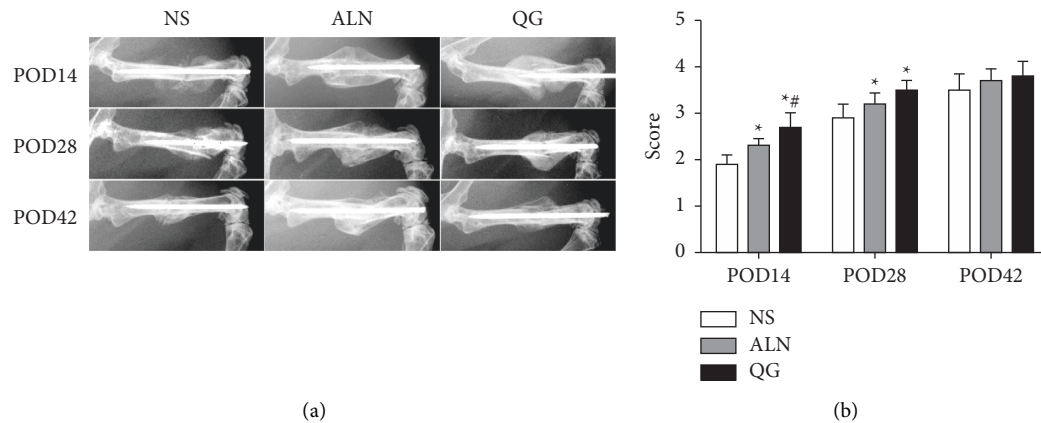 NS ALN QG
POD14
POD28
POD42
(a)
5
4
3
2
1
0
Score
* *# * *
POD14 POD28 POD42
NS
ALN
QG
(b)